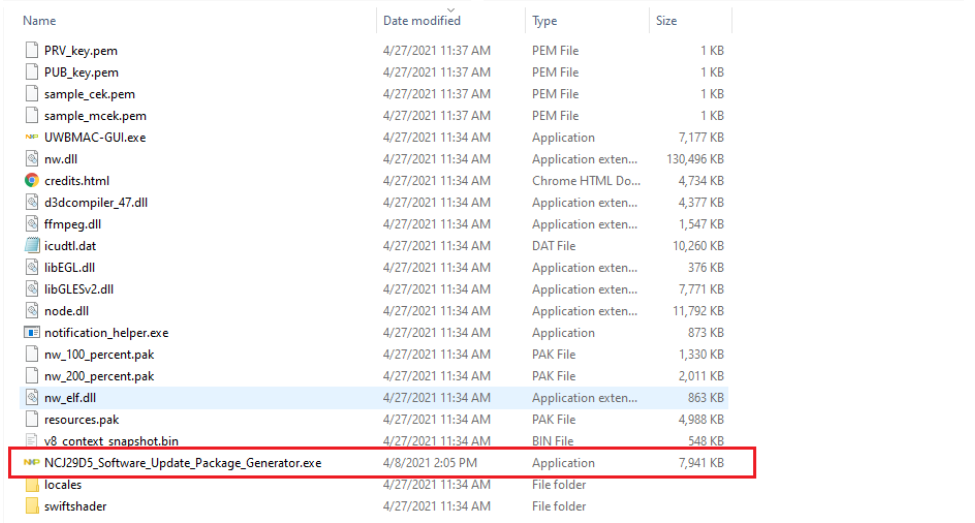 Name Date modified Type Size
PRV_key.pem 4/27/2021 11:37 AM PEM File 1 KB
PUB_key.pem 4/27/2021 11:37 AM PEM File 1 KB
sample_cek.pem 4/27/2021 11:37 AM PEM File 1 KB
sample_mcek.pem 4/27/2021 11:37 AM PEM File 1 KB
NXP UWBMAC-GUI.exe 4/27/2021 11:34 AM Application 7,177 KB
nw.dll 4/27/2021 11:34 AM Application exten... 130,496 KB
credits.html 4/27/2021 11:34 AM Chrome HTML Do... 4,734 KB
d3dcompiler_47.dll 4/27/2021 11:34 AM Application exten... 4,377 KB
ffmpeg.dll 4/27/2021 11:34 AM Application exten... 1,547 KB
icudtl.dat 4/27/2021 11:34 AM DAT File 10,260 KB
libEGL.dll 4/27/2021 11:34 AM Application exten... 376 KB
libGLESv2.dll 4/27/2021 11:34 AM Application exten... 7,771 KB
node.dll 4/27/2021 11:34 AM Application exten... 11,792 KB
notification_helper.exe 4/27/2021 11:34 AM Application 873 KB
nw_100_percent.pak 4/27/2021 11:34 AM PAK File 1,330 KB
nw_200_percent.pak 4/27/2021 11:34 AM PAK File 2,011 KB
nw_elf.dll 4/27/2021 11:34 AM Application exten... 863 KB
resources.pak 4/27/2021 11:34 AM PAK File 4,988 KB
v8_context_snapshot.bin 4/27/2021 11:34 AM BIN File 548 KB
NXP NCJ29D5_Software_Update_Package_Generator.exe 4/8/2021 2:05 PM Application 7,941 KB
locales 4/27/2021 11:34 AM File folder
swiftshader 4/27/2021 11:34 AM File folder